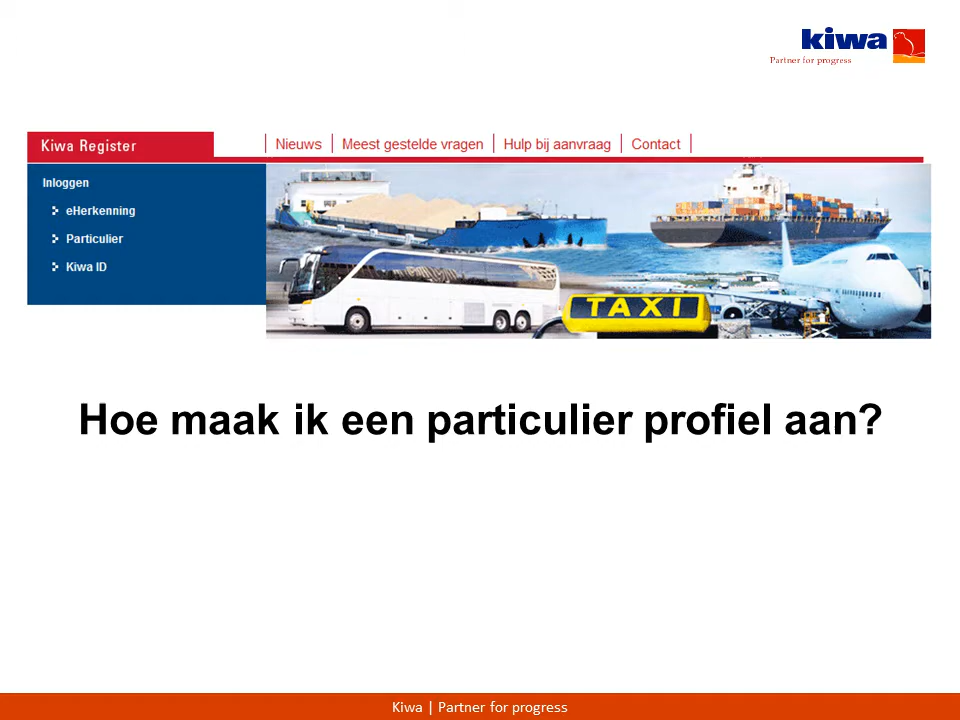 kiwa
Partner for progress
Kiwa Register
Nieuws
Meest gestelde vragen
Hulp bij aanvraag
Contact
Inloggen
eHerkenning
Particulier
Kiwa ID
TAXI
Hoe maak ik een particulier profiel aan?
Kiwa | Partner for progress